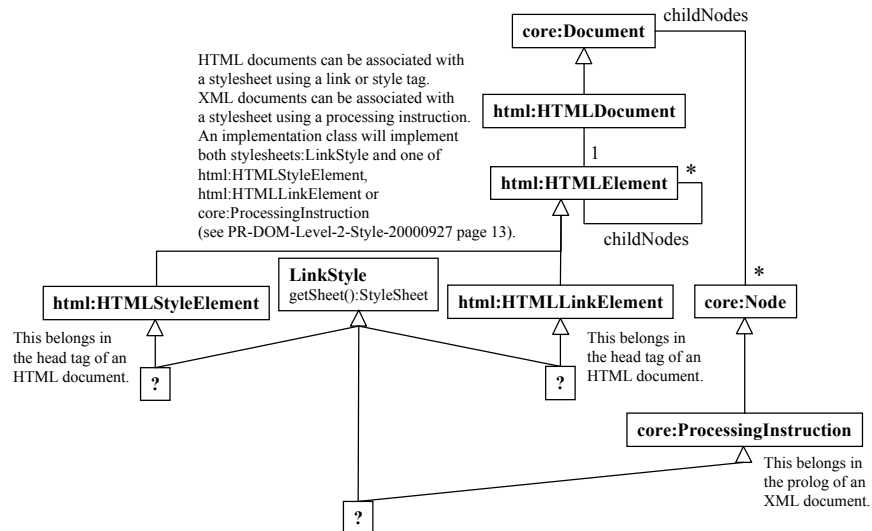 childNodes
core:Document
HTML documents can be associated with
a stylesheet using a link or style tag.
XML documents can be associated with
a stylesheet using a processing instruction.
An implementation class will implement
both stylesheets:LinkStyle and one of
html:HTMLStyleElement,
html:HTMLLinkElement or
core:ProcessingInstruction
(see PR-DOM-Level-2-Style-20000927 page 13).
html:HTMLDocument
1
*
html:HTMLElement
childNodes
*
LinkStyle
getSheet():StyleSheet
html:HTMLStyleElement
html:HTMLLinkElement
core:Node
This belongs in
the head tag of an
HTML document.
?
This belongs in
the head tag of an
HTML document.
?
core:ProcessingInstruction
This belongs in
the prolog of an
XML document.
?